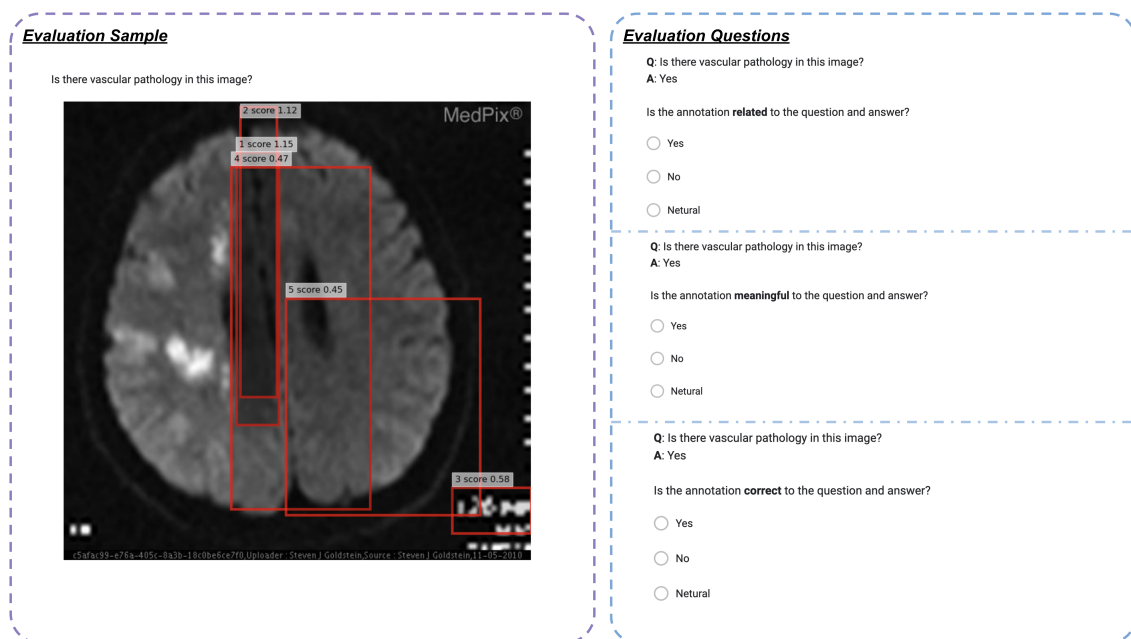 Evaluation Sample
Is there vascular pathology in this image?
2 score 1.12
MedPix®
1 score 1.15
4 score 0.47
5 score 0.45
3 score 0.58
c5afac99-e76a-405c-8a3b-18c0be6ce7f0,Uploader : Steven J Goldstein,Source : Steven J Goldstein,11-05-2010
Evaluation Questions
Q: Is there vascular pathology in this image?
A: Yes
Is the annotation related to the question and answer?
Yes
No
Netural
Q: Is there vascular pathology in this image?
A: Yes
Is the annotation meaningful to the question and answer?
Yes
No
Netural
Q: Is there vascular pathology in this image?
A: Yes
Is the annotation correct to the question and answer?
Yes
No
Netural